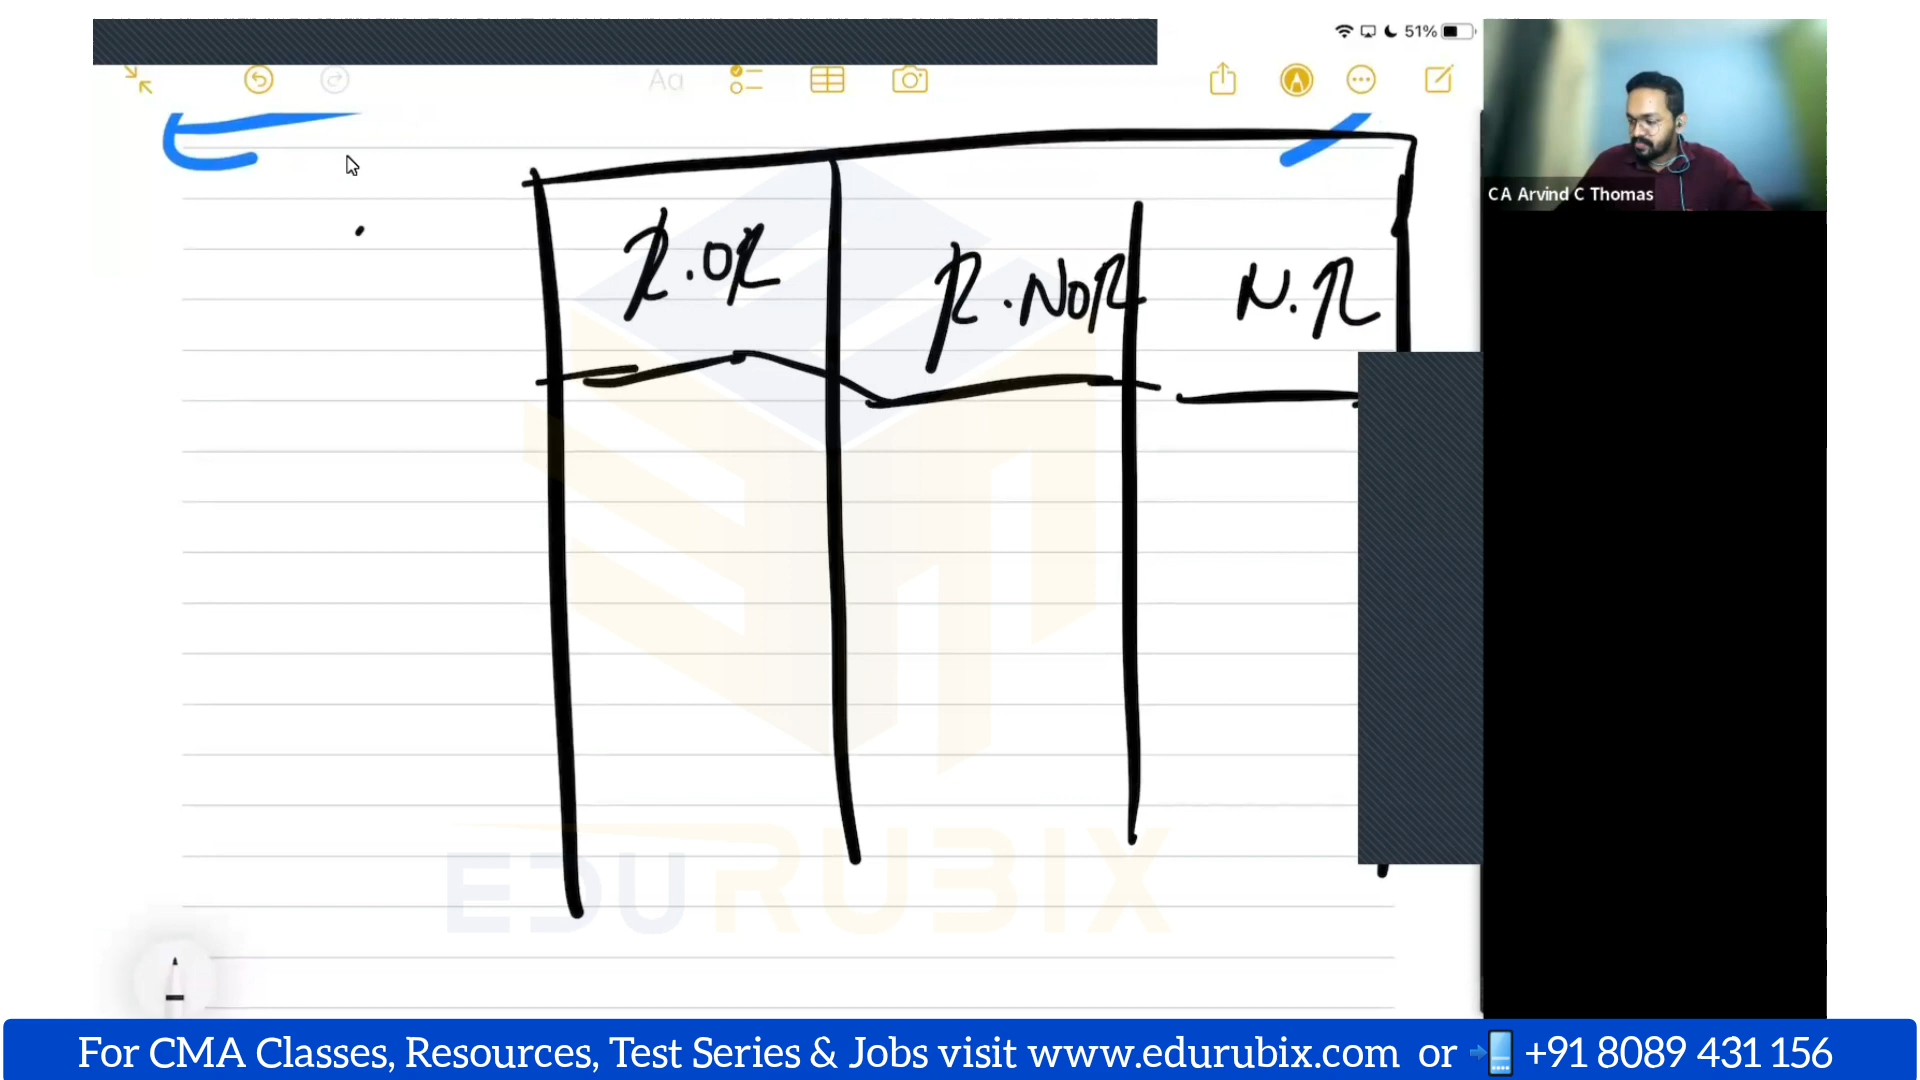 51%
Aa
CA Arvind C Thomas
R.OR
R.NOR
N.R
EDURUBIX
For CMA Classes, Resources, Test Series & Jobs visit www.edurubix.com or +91 8089 431 156